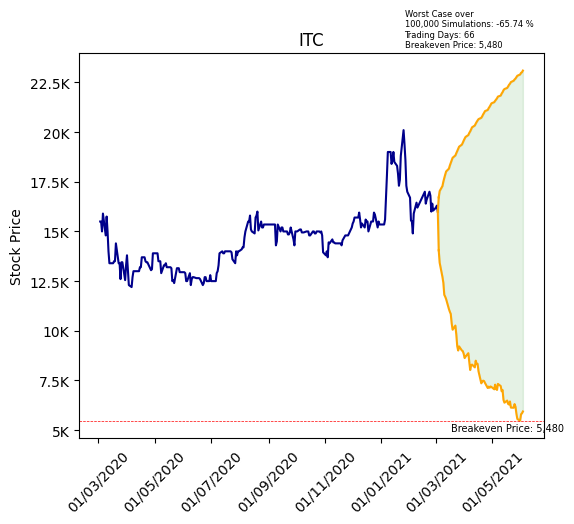 Worst Case over
100,000 Simulations: -65.74 %
Trading Days: 66
Breakeven Price: 5,480
ITC
Stock Price
22.5K
20K
17.5K
15K
12.5K
10K
7.5K
5K
Breakeven Price: 5,480
01/03/2020
01/05/2020
01/07/2020
01/09/2020
01/11/2020
01/01/2021
01/03/2021
01/05/2021